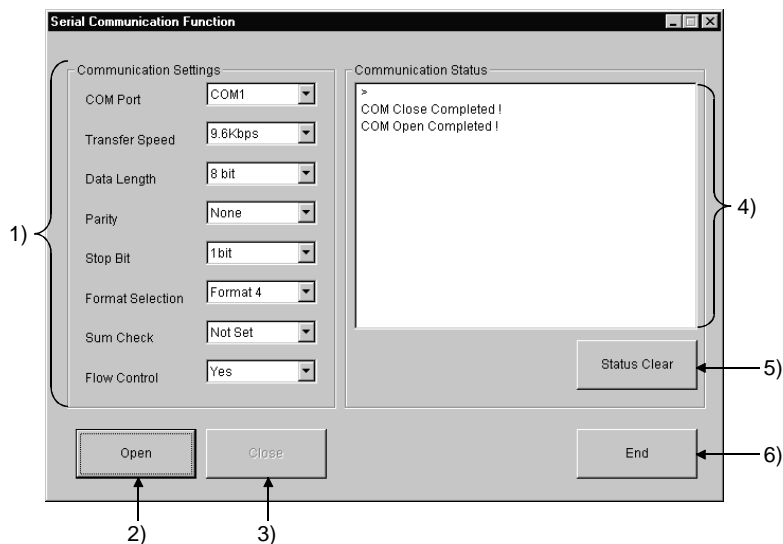 Serial Communication Function
Communication Settings
COM Port
COM1
Transfer Speed
9.6Kbps
Data Length
8 bit
Parity
None
Stop Bit
1bit
Format Selection
Format 4
Sum Check
Not Set
Flow Control
Yes
1)
Communication Status
>
COM Close Completed !
COM Open Completed !
4)
Status Clear
5)
Open
Close
End
6)
2)
3)